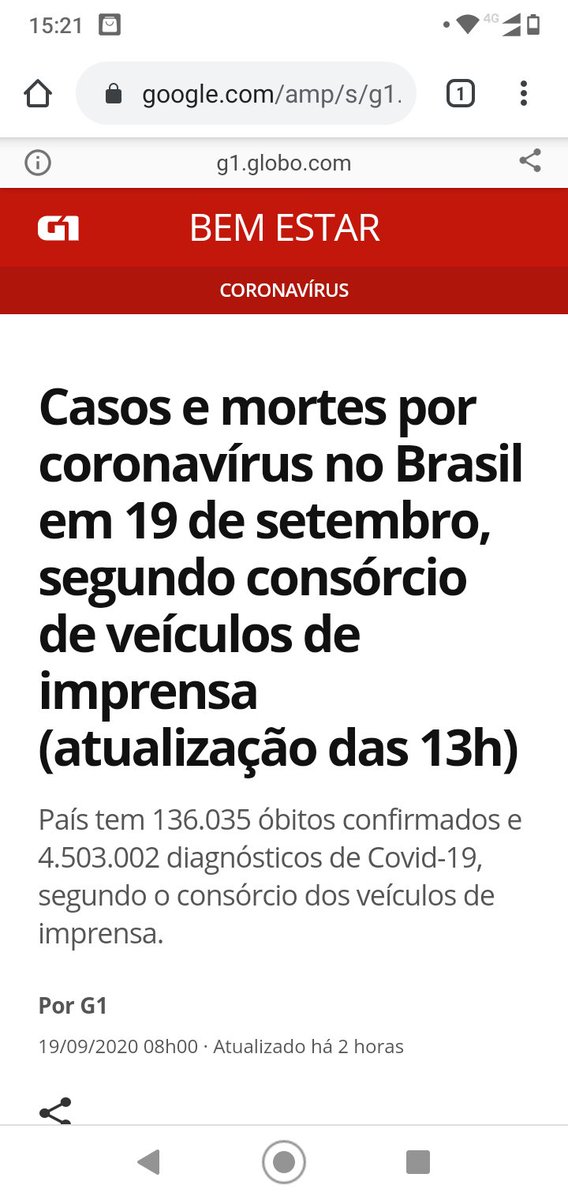 15:21
4G
google.com/amp/s/g1.
1
g1.globo.com
G1
BEM ESTAR
CORONAVÍRUS
Casos e mortes por
coronavírus no Brasil
em 19 de setembro,
segundo consórcio
de veículos de
imprensa
(atualização das 13h)
País tem 136.035 óbitos confirmados e
4.503.002 diagnósticos de Covid-19,
segundo o consórcio dos veículos de
imprensa.
Por G1
19/09/2020 08h00 · Atualizado há 2 horas